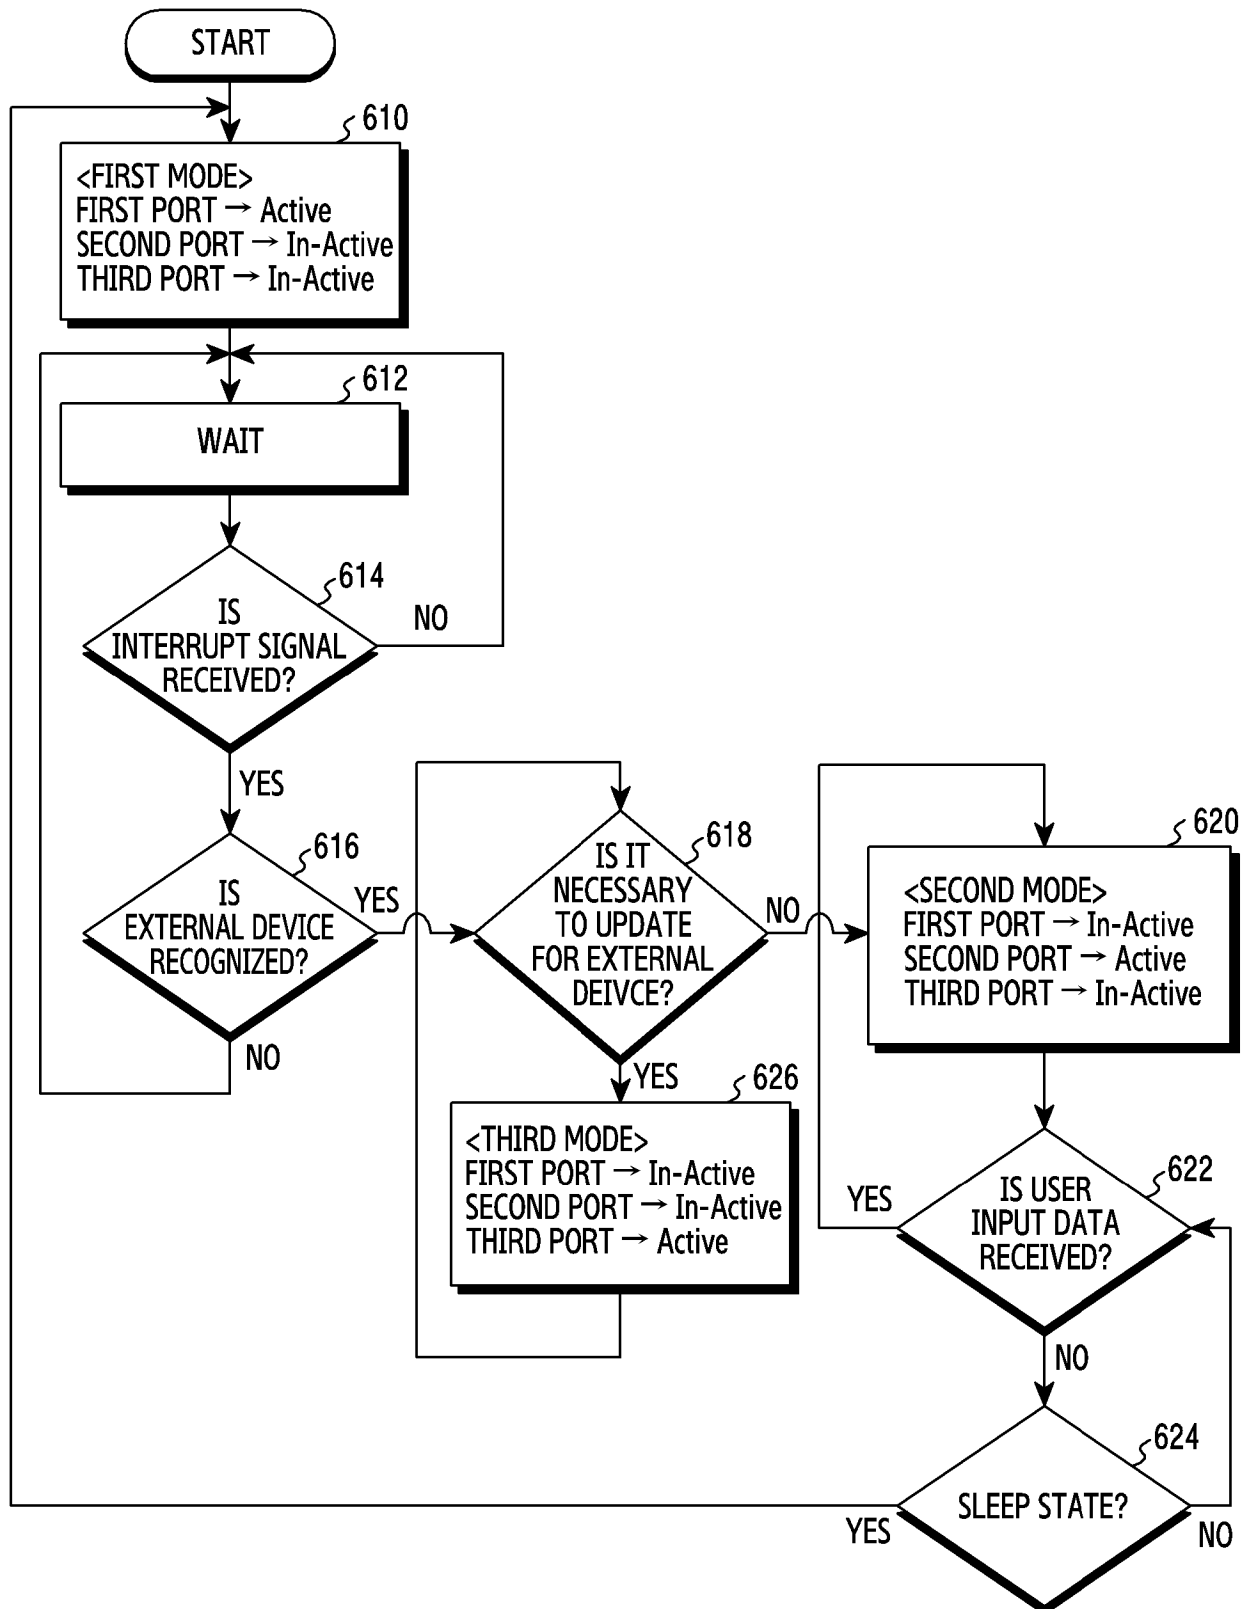 START
610
<FIRST MODE>
FIRST PORT → Active
SECOND PORT → In-Active
THIRD PORT → In-Active
612
WAIT
614
IS
INTERRUPT SIGNAL
RECEIVED?
NO
YES
616
IS
EXTERNAL DEVICE
RECOGNIZED?
YES
NO
618
IS IT
NECESSARY
TO UPDATE
FOR EXTERNAL
DEIVCE?
NO
YES
620
<SECOND MODE>
FIRST PORT → In-Active
SECOND PORT → Active
THIRD PORT → In-Active
626
<THIRD MODE>
FIRST PORT → In-Active
SECOND PORT → In-Active
THIRD PORT → Active
622
IS USER
INPUT DATA
RECEIVED?
YES
NO
624
SLEEP STATE?
YES
NO